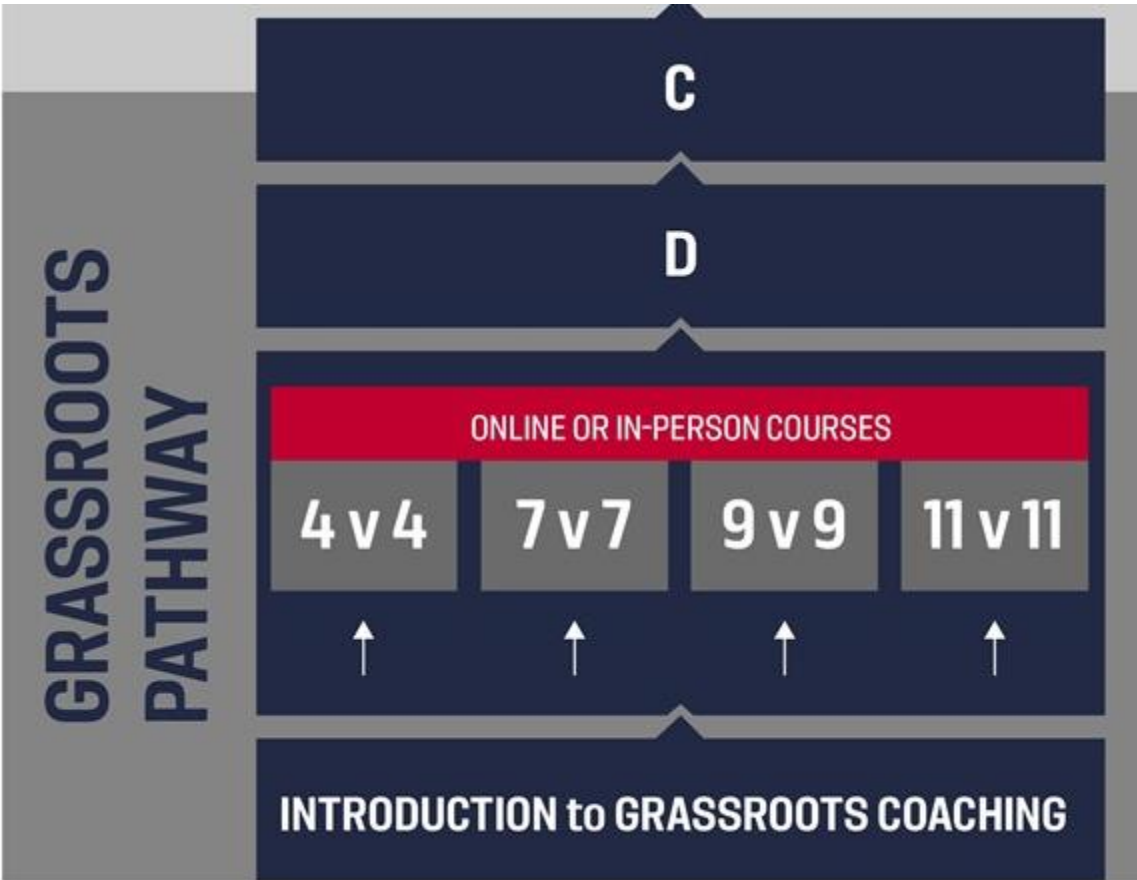 C
D
GRASSROOTS
PATHWAY
ONLINE OR IN-PERSON COURSES
4 v 4 7 v 7 9 v 9 11 v 11
INTRODUCTION to GRASSROOTS COACHING